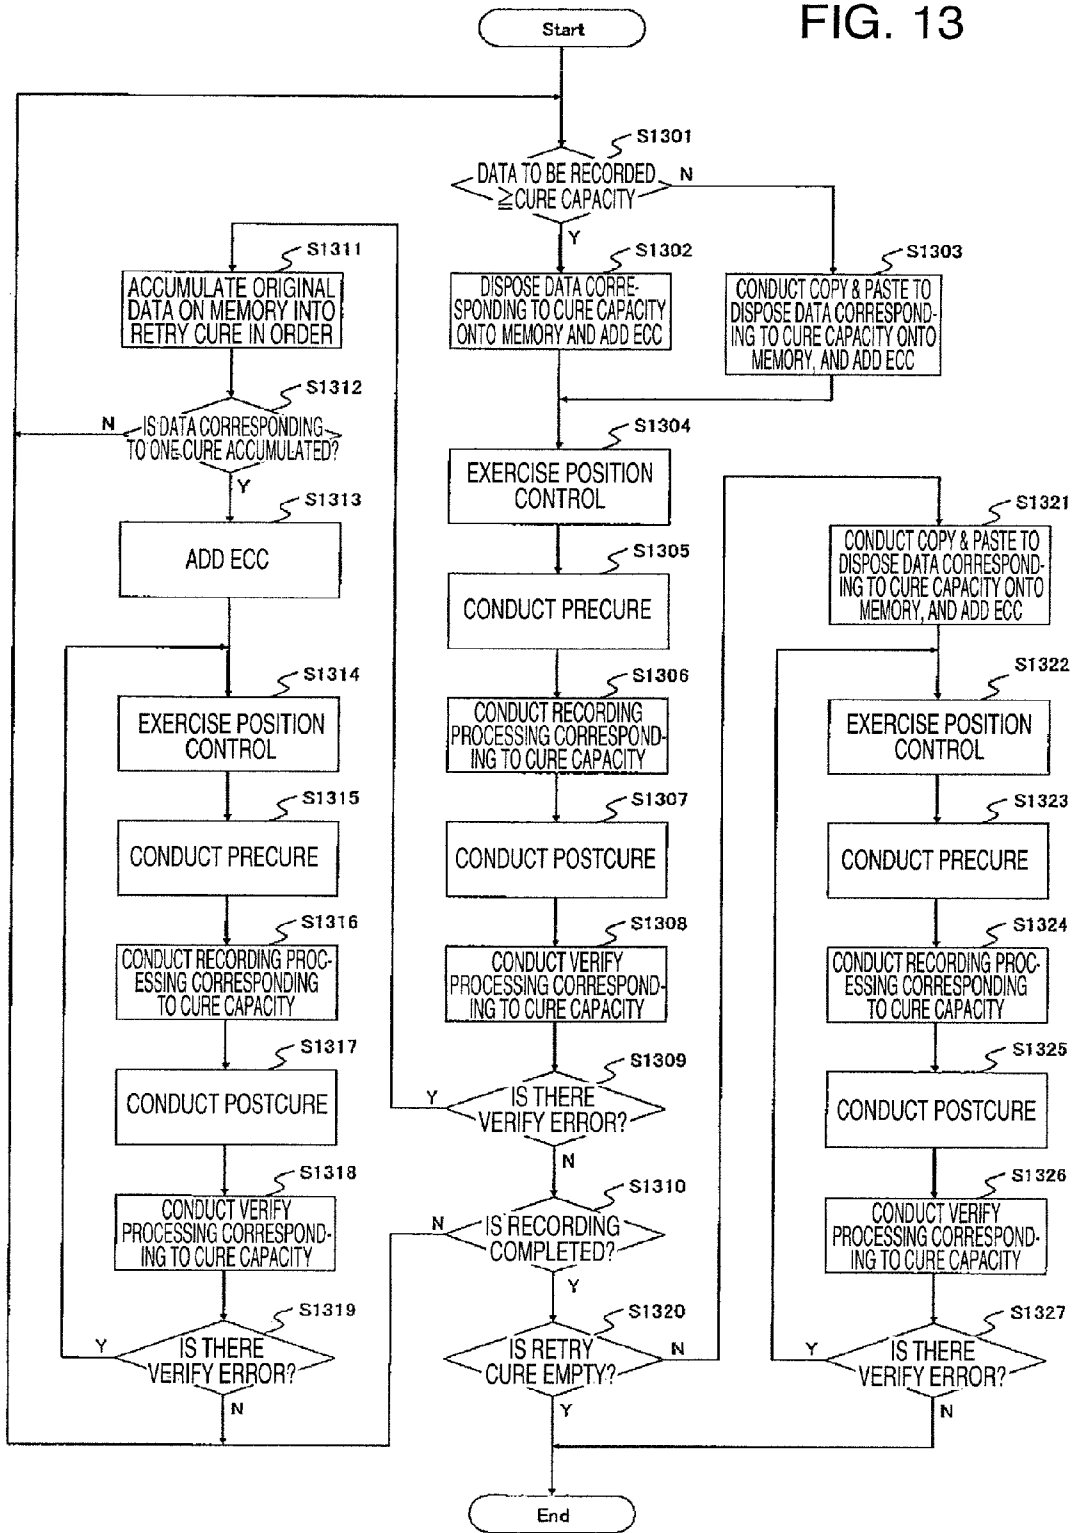 FIG. 13
Start
S1301
DATA TO BE RECORDED
≧CURE CAPACITY
N
Y
S1302
DISPOSE DATA CORRE-
SPONDING TO CURE CAPACITY
ONTO MEMORY AND ADD ECC
S1303
CONDUCT COPY & PASTE TO
DISPOSE DATA CORRESPOND-
ING TO CURE CAPACITY ONTO
MEMORY, AND ADD ECC
S1304
EXERCISE POSITION
CONTROL
S1305
CONDUCT PRECURE
S1306
CONDUCT RECORDING
PROCESSING CORRESPOND-
ING TO CURE CAPACITY
S1307
CONDUCT POSTCURE
S1308
CONDUCT VERIFY
PROCESSING CORRESPOND-
ING TO CURE CAPACITY
S1309
IS THERE
VERIFY ERROR?
Y
N
S1310
IS RECORDING
COMPLETED?
N
Y
S1320
IS RETRY
CURE EMPTY?
N
Y
End
S1311
ACCUMULATE ORIGINAL
DATA ON MEMORY INTO
RETRY CURE IN ORDER
S1312
IS DATA CORRESPONDING
TO ONE CURE ACCUMULATED?
N
Y
S1313
ADD ECC
S1314
EXERCISE POSITION
CONTROL
S1315
CONDUCT PRECURE
S1316
CONDUCT RECORDING PROC-
ESSING CORRESPONDING
TO CURE CAPACITY
S1317
CONDUCT POSTCURE
S1318
CONDUCT VERIFY
PROCESSING CORRESPOND-
ING TO CURE CAPACITY
S1319
IS THERE
VERIFY ERROR?
Y
N
S1321
CONDUCT COPY & PASTE TO
DISPOSE DATA CORRESPOND-
ING TO CURE CAPACITY ONTO
MEMORY, AND ADD ECC
S1322
EXERCISE POSITION
CONTROL
S1323
CONDUCT PRECURE
S1324
CONDUCT RECORDING PROC-
ESSING CORRESPONDING
TO CURE CAPACITY
S1325
CONDUCT POSTCURE
S1326
CONDUCT VERIFY
PROCESSING CORRESPOND-
ING TO CURE CAPACITY
S1327
IS THERE
VERIFY ERROR?
Y
N